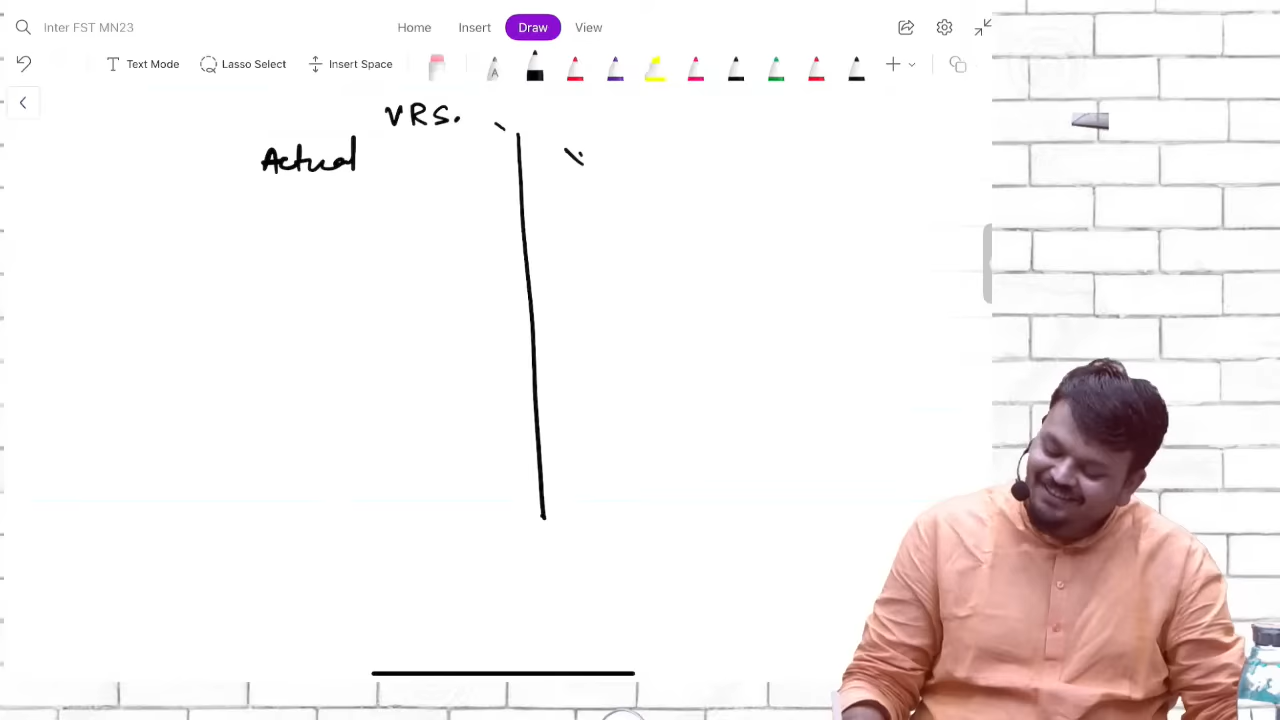 Inter FST MN23
Home Insert Draw View
Text Mode Lasso Select Insert Space
A
VRS.
Actual